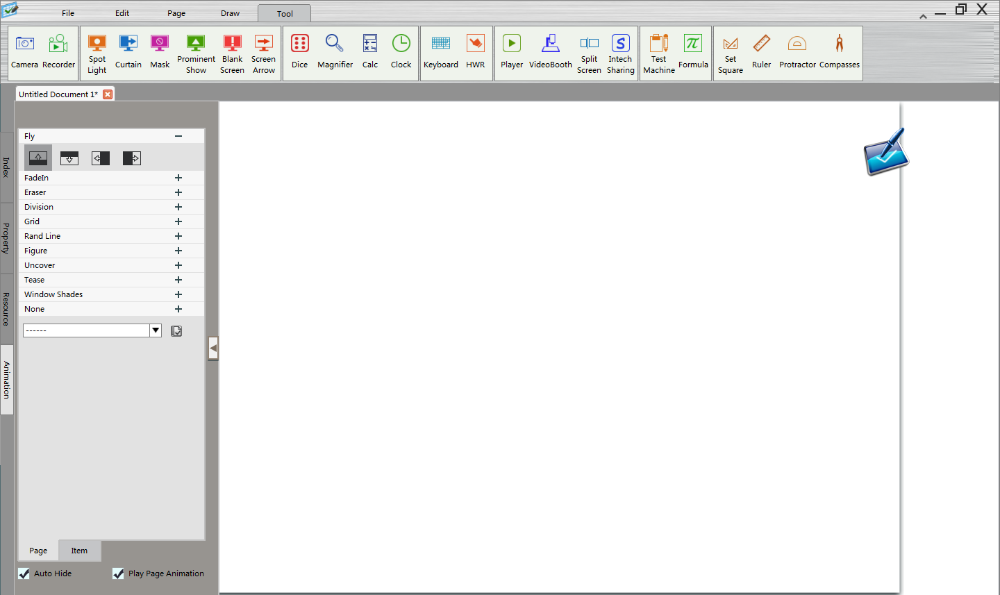 File Edit Page Draw Tool
Camera Recorder Spot Light Curtain Mask Prominent Show Blank Screen Screen Arrow Dice Magnifier Calc Clock Keyboard HWR Player VideoBooth Split Screen Intech Sharing Test Machine Formula Set Square Ruler Protractor Compasses
Untitled Document 1*
Index
Property
Resource
Animation
Fly
FadeIn
Eraser
Division
Grid
Rand Line
Figure
Uncover
Tease
Window Shades
None
------
Page Item
Auto Hide Play Page Animation